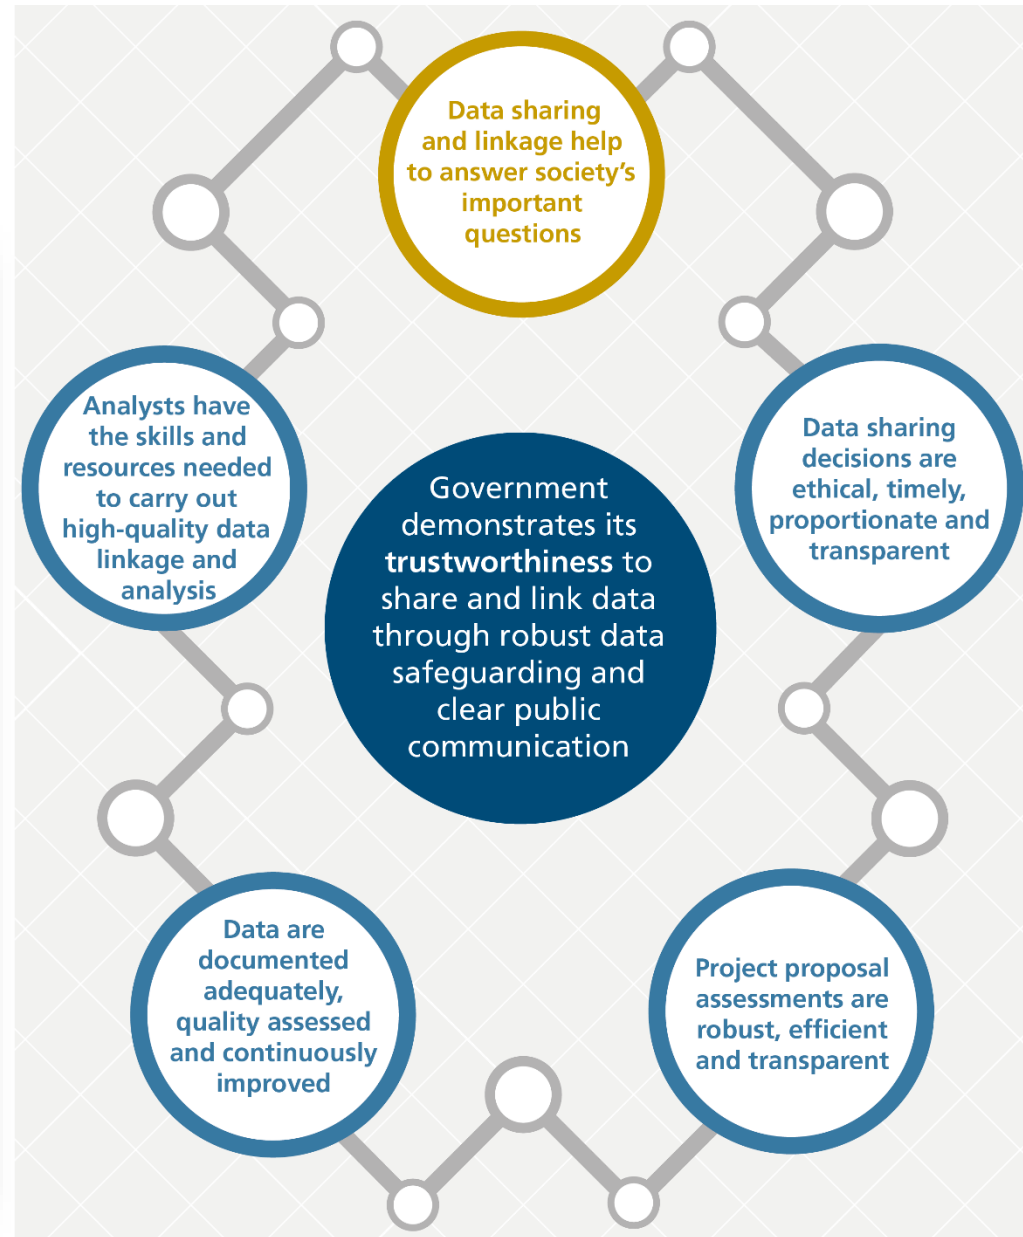 Data sharing
and linkage help
to answer society’s
important
questions
Analysts have
the skills and
resources needed
to carry out
high-quality data
linkage and
analysis
Data sharing
decisions are
ethical, timely,
proportionate and
transparent
Government
demonstrates its
trustworthiness to
share and link data
through robust data
safeguarding and
clear public
communication
Data are
documented
adequately,
quality assessed
and continuously
improved
Project proposal
assessments are
robust, efficient
and transparent